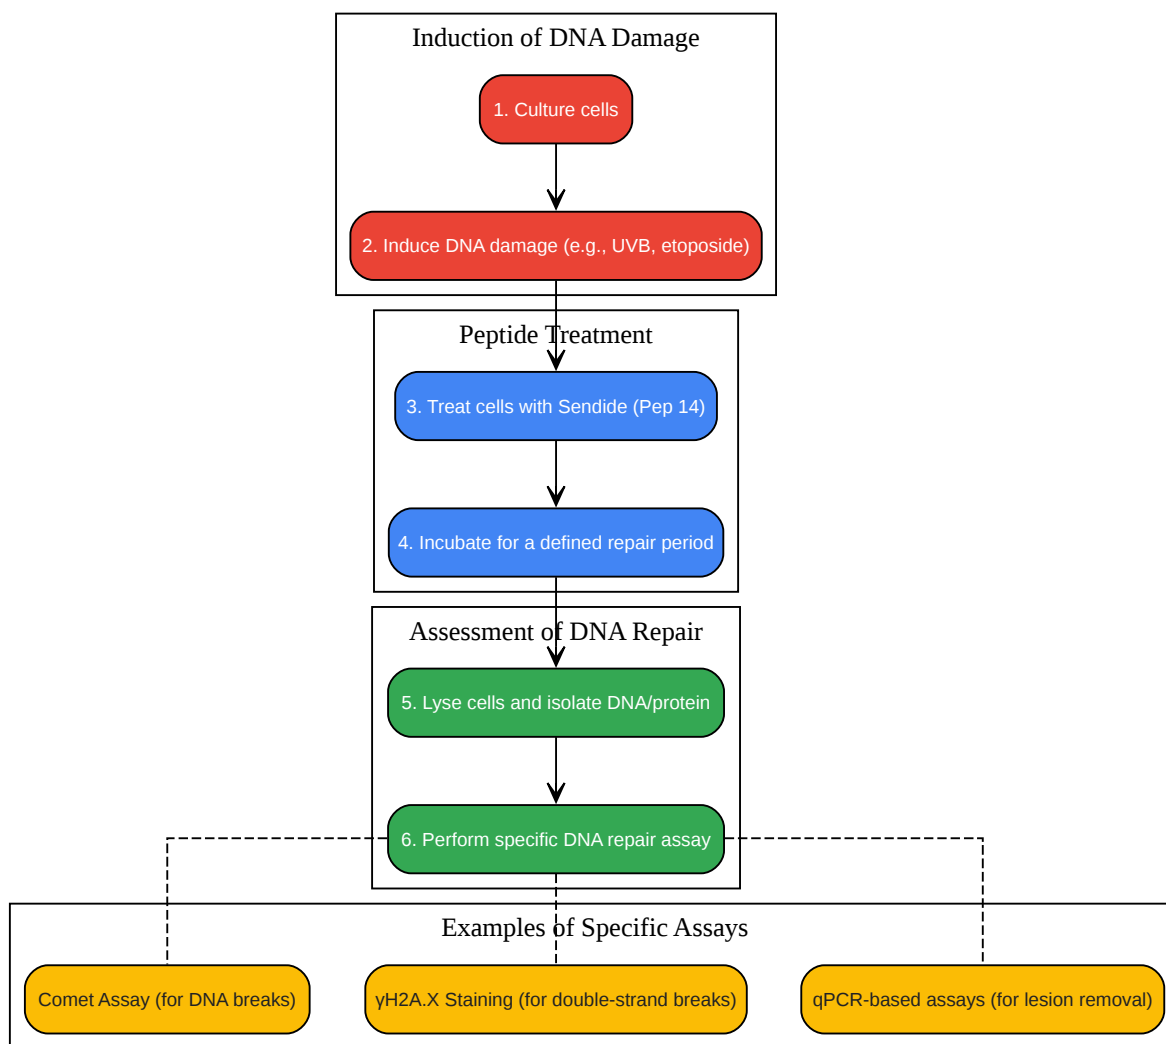 Induction of DNA Damage
1. Culture cells
2. Induce DNA damage (e.g., UVB, etoposide)
Peptide Treatment
3. Treat cells with Sendide (Pep 14)
4. Incubate for a defined repair period
Assessment of DNA Repair
5. Lyse cells and isolate DNA/protein
6. Perform specific DNA repair assay
Examples of Specific Assays
Comet Assay (for DNA breaks)
γH2A.X Staining (for double-strand breaks)
qPCR-based assays (for lesion removal)